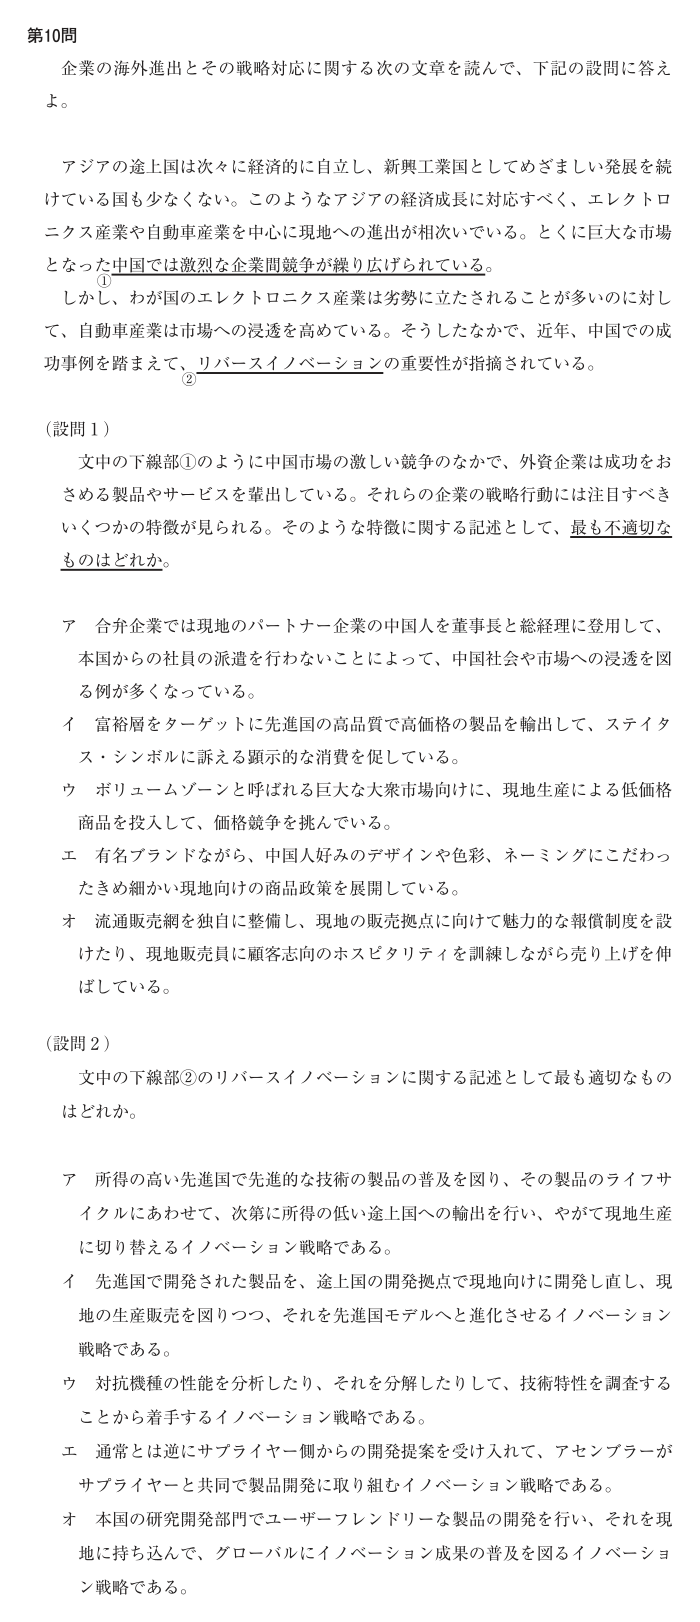 第10問
企業の海外進出とその戦略対応に関する次の文章を読んで、下記の設問に答え
よ。
アジアの途上国は次々に経済的に自立し、新興工業国としてめざましい発展を続
けている国も少なくない。このようなアジアの経済成長に対応すべく、エレクトロ
ニクス産業や自動車産業を中心に現地への進出が相次いでいる。とくに巨大な市場
となった中国では激烈な企業間競争が繰り広げられている。
①
しかし、わが国のエレクトロニクス産業は劣勢に立たされることが多いのに対し
て、自動車産業は市場への浸透を高めている。そうしたなかで、近年、中国での成
功事例を踏まえて、リバースイノベーションの重要性が指摘されている。
②
（設問１）
文中の下線部①のように中国市場の激しい競争のなかで、外資企業は成功をお
さめる製品やサービスを輩出している。それらの企業の戦略行動には注目すべき
いくつかの特徴が見られる。そのような特徴に関する記述として、最も不適切な
ものはどれか。
ア　合弁企業では現地のパートナー企業の中国人を董事長と総経理に登用して、
本国からの社員の派遣を行わないことによって、中国社会や市場への浸透を図
る例が多くなっている。
イ　富裕層をターゲットに先進国の高品質で高価格の製品を輸出して、ステイタ
ス・シンボルに訴える顕示的な消費を促している。
ウ　ボリュームゾーンと呼ばれる巨大な大衆市場向けに、現地生産による低価格
商品を投入して、価格競争を挑んでいる。
エ　有名ブランドながら、中国人好みのデザインや色彩、ネーミングにこだわっ
たきめ細かい現地向けの商品政策を展開している。
オ　流通販売網を独自に整備し、現地の販売拠点に向けて魅力的な報償制度を設
けたり、現地販売員に顧客志向のホスピタリティを訓練しながら売り上げを伸
ばしている。
（設問２）
文中の下線部②のリバースイノベーションに関する記述として最も適切なもの
はどれか。
ア　所得の高い先進国で先進的な技術の製品の普及を図り、その製品のライフサ
イクルにあわせて、次第に所得の低い途上国への輸出を行い、やがて現地生産
に切り替えるイノベーション戦略である。
イ　先進国で開発された製品を、途上国の開発拠点で現地向けに開発し直し、現
地の生産販売を図りつつ、それを先進国モデルへと進化させるイノベーション
戦略である。
ウ　対抗機種の性能を分析したり、それを分解したりして、技術特性を調査する
ことから着手するイノベーション戦略である。
エ　通常とは逆にサプライヤー側からの開発提案を受け入れて、アセンブラーが
サプライヤーと共同で製品開発に取り組むイノベーション戦略である。
オ　本国の研究開発部門でユーザーフレンドリーな製品の開発を行い、それを現
地に持ち込んで、グローバルにイノベーション成果の普及を図るイノベーショ
ン戦略である。